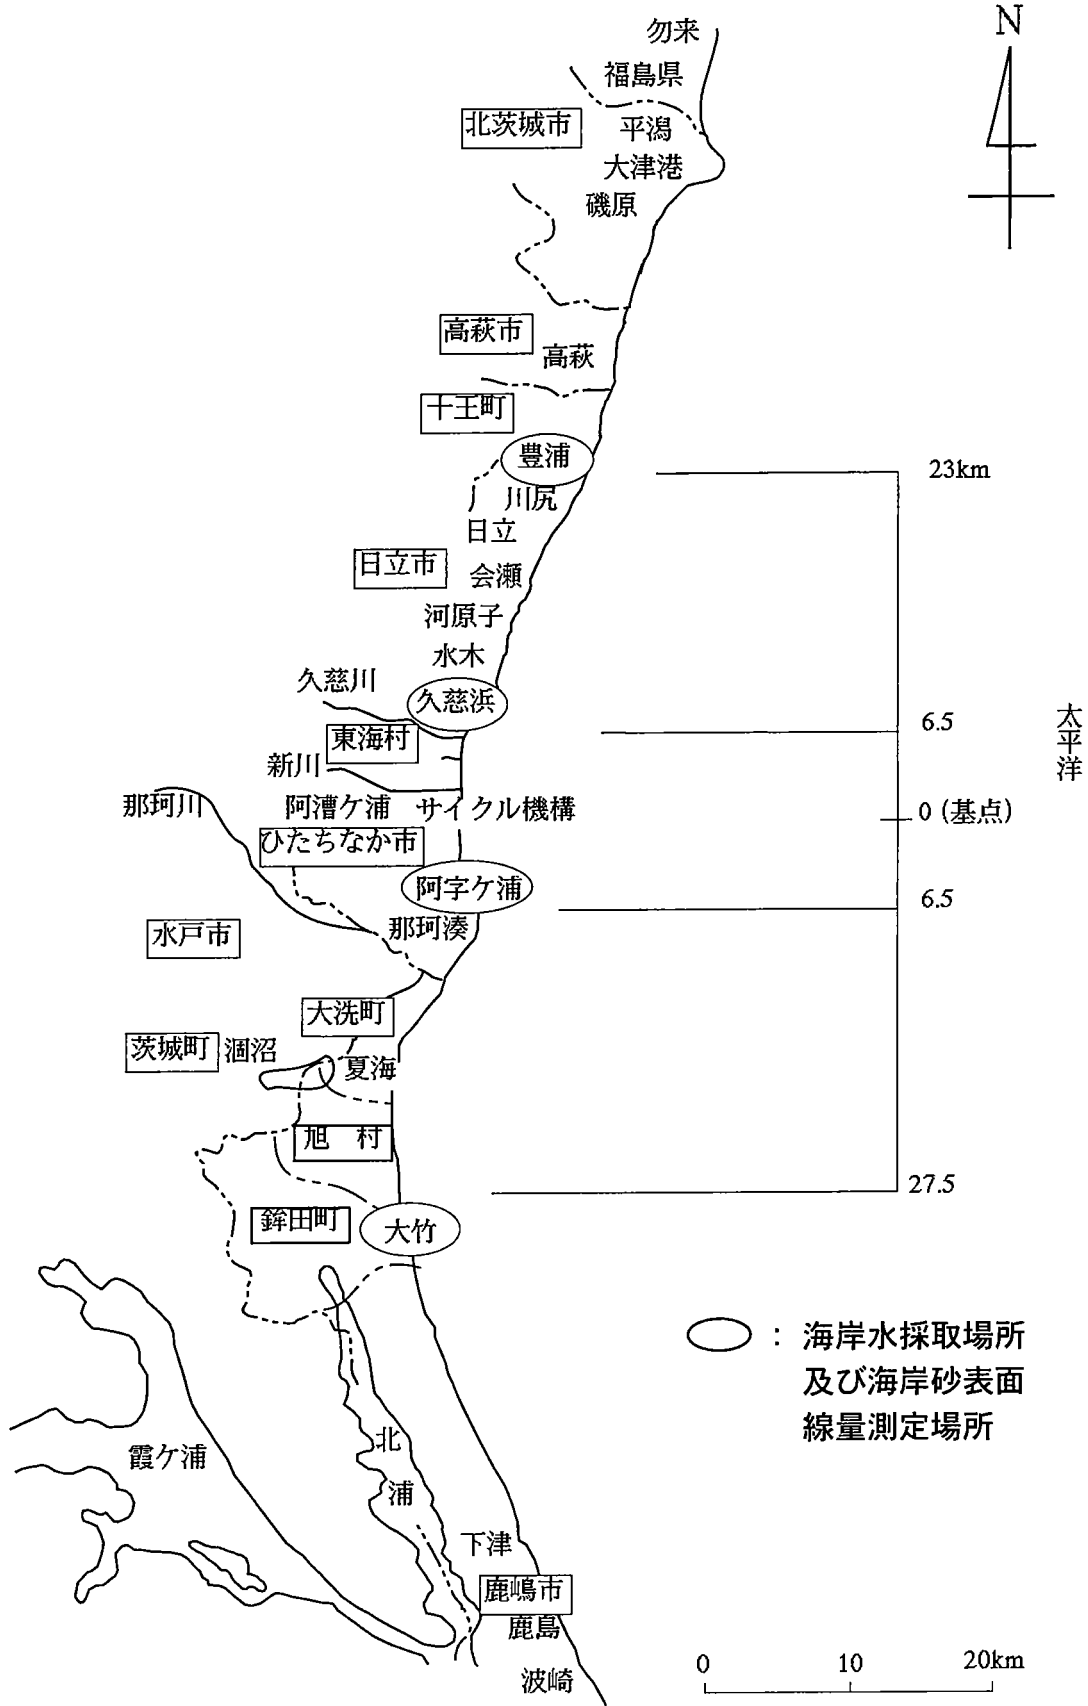 N
勿来
福島県
北茨城市
平潟
大津港
磯原
高萩市
高萩
十王町
豊浦
23km
川尻
日立
日立市
会瀬
河原子
水木
久慈川
久慈浜
6.5
太平洋
東海村
新川
那珂川
阿漕ケ浦
サイクル機構
0 (基点)
ひたちなか市
阿字ケ浦
6.5
那珂湊
水戸市
大洗町
茨城町
涸沼
夏海
旭 村
27.5
鉾田町
大竹
: 海岸水採取場所
及び海岸砂表面
線量測定場所
北浦
霞ケ浦
下津
鹿嶋市
鹿島
波崎
0 10 20km